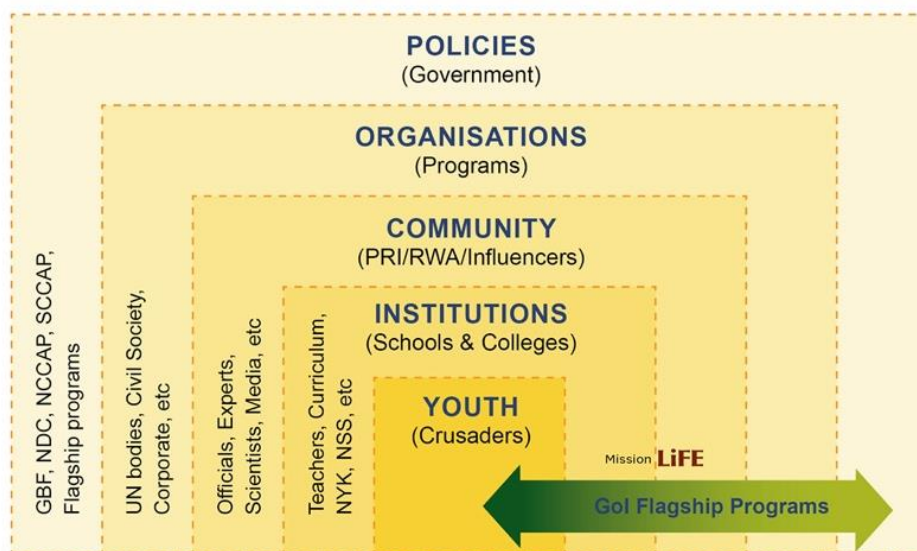 POLICIES
(Government)
ORGANISATIONS
(Programs)
COMMUNITY
(PRI/RWA/Influencers)
INSTITUTIONS
(Schools & Colleges)
YOUTH
(Crusaders)
GBF, NDC, NCCAP, SCCAP,
Flagship programs
UN bodies, Civil Society,
Corporate, etc
Officials, Experts,
Scientists, Media, etc
Teachers, Curriculum,
NYK, NSS, etc
Mission LiFE
GoI Flagship Programs